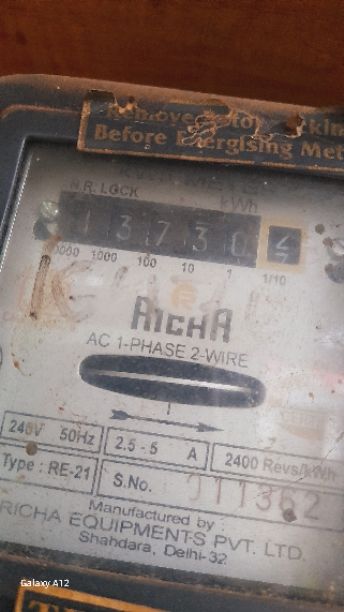 Remove
Before Energising Met
N.R. LOCK
kWh
1 3 7 3 0
1000 100 10 1 1/10
RICHA
AC 1-PHASE 2-WIRE
240V 50Hz
2.5 - 5 A
2400 Revs/kWh
Type : RE-21
S.No.
011362
Manufactured by :
RICHA EQUIPMENTS PVT. LTD.
Shahdara, Delhi-32
Galaxy A12